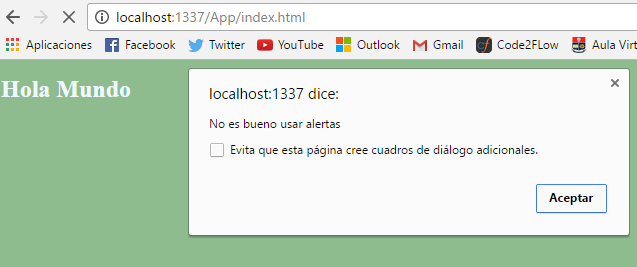 localhost:1337/App/index.html
Aplicaciones Facebook Twitter YouTube Outlook Gmail Cf Code2FLow Aula Virt
Hola Mundo
localhost:1337 dice:
No es bueno usar alertas
Evita que esta página cree cuadros de diálogo adicionales.
Aceptar